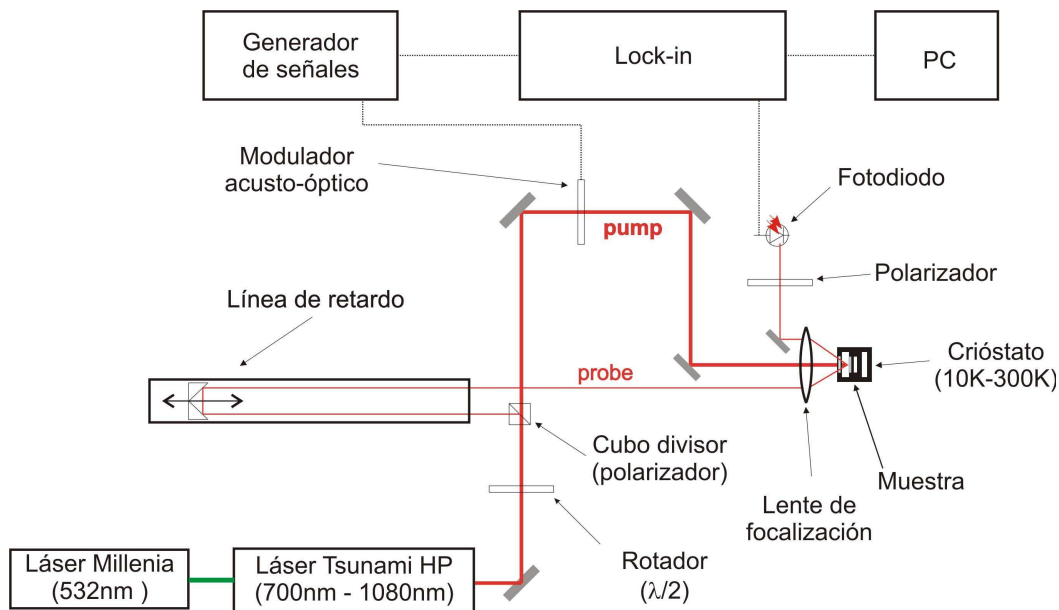 Generador
de señales
Lock-in
PC
Modulador
acusto-óptico
Fotodiodo
pump
Polarizador
Línea de retardo
probe
Crióstato
(10K-300K)
Cubo divisor
(polarizador)
Muestra
Lente de
focalización
Láser Millenia
(532nm )
Láser Tsunami HP
(700nm - 1080nm)
Rotador
(λ/2)